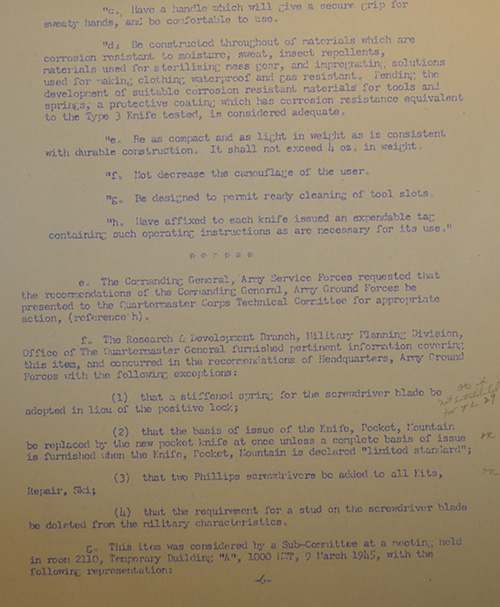 "c. Have a handle which will give a secure grip for
sweaty hands, and be comfortable to use.
"d. Be constructed throughout of materials which are
corrosion resistant to moisture, sweat, insect repellents,
materials used for sterilizing mess gear, and impregnating solutions
used for making clothing waterproof and gas resistant. Pending the
development of suitable corrosion resistant materials for tools and
springs, a protective coating which has corrosion resistance equivalent
to the Type 3 Knife tested, is considered adequate.
"e. Be as compact and as light in weight as is consistent
with durable construction. It shall not exceed 4 oz. in weight.
"f. Not decrease the camouflage of the user.
"g. Be designed to permit ready cleaning of tool slots.
"h. Have affixed to each knife issued an expendable tag
containing such operating instructions as are necessary for its use."
* * * * * *
e. The Commanding General, Army Service Forces requested that
the recommendations of the Commanding General, Army Ground Forces be
presented to the Quartermaster Corps Technical Committee for appropriate
action, (reference h).
f. The Research & Development Branch, Military Planning Division,
Office of The Quartermaster General furnished pertinent information covering
this item, and concurred in the recommendations of Headquarters, Army Ground
Forces with the following exceptions:
(1) that a stiffened spring for the screwdriver blade be
adopted in lieu of the positive lock;
(2) that the basis of issue of the Knife, Pocket, Mountain
be replaced by the new pocket knife at once unless a complete basis of issue
is furnished when the Knife, Pocket, Mountain is declared "limited standard";
(3) that two Phillips screwdrivers be added to all Kits,
Repair, Ski;
(4) that the requirement for a stud on the screwdriver blade
be deleted from the military characteristics.
g. This item was considered by a Sub-Committee at a meeting held
in room 2110, Temporary Building "A", 1000 , 9 March 1945, with the
following representation:
-6-